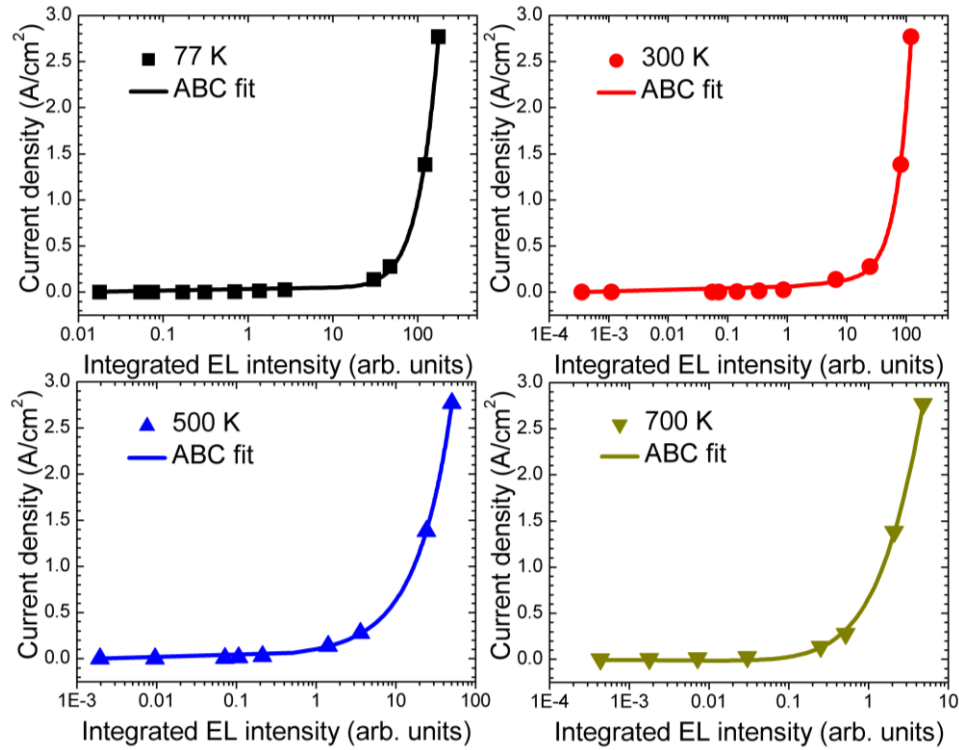 3.0
2.5
2.0
1.5
1.0
0.5
0.0
Current density (A/cm²)
77 K
ABC fit
0.01 0.1 1 10 100
Integrated EL intensity (arb. units)
3.0
2.5
2.0
1.5
1.0
0.5
0.0
Current density (A/cm²)
300 K
ABC fit
1E-4 1E-3 0.01 0.1 1 10 100
Integrated EL intensity (arb. units)
3.0
2.5
2.0
1.5
1.0
0.5
0.0
Current density (A/cm²)
500 K
ABC fit
1E-3 0.01 0.1 1 10 100
Integrated EL intensity (arb. units)
3.0
2.5
2.0
1.5
1.0
0.5
0.0
Current density (A/cm²)
700 K
ABC fit
1E-4 1E-3 0.01 0.1 1 10
Integrated EL intensity (arb. units)